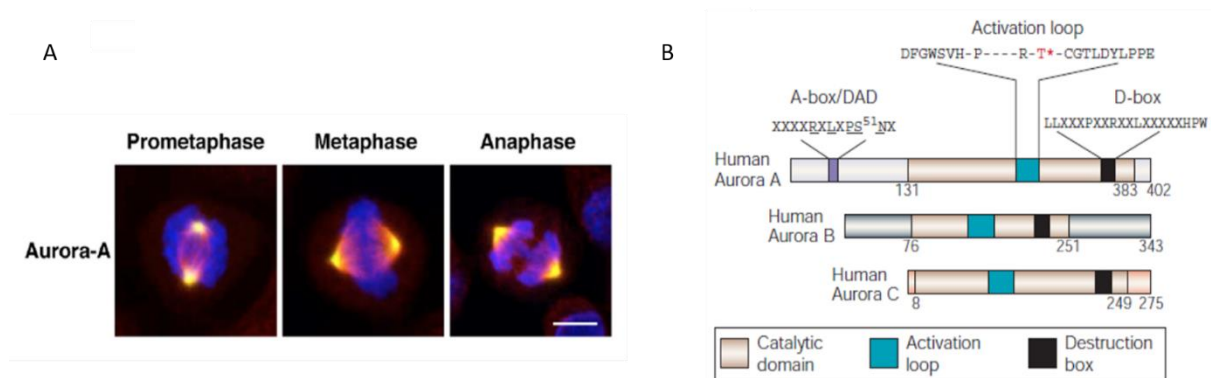 A
Prometaphase Metaphase Anaphase
Aurora-A
B
Activation loop
DFGWSVH-P----R-T*-CGTLDYLPPE
A-box/DAD
D-box
XXXXRXLXPS51NX
LLXXXPXXRXXLXXXXXHPW
Human
Aurora A
131
383
402
Human
Aurora B
76
251
343
Human
Aurora C
8
249
275
Catalytic
domain
Activation
loop
Destruction
box